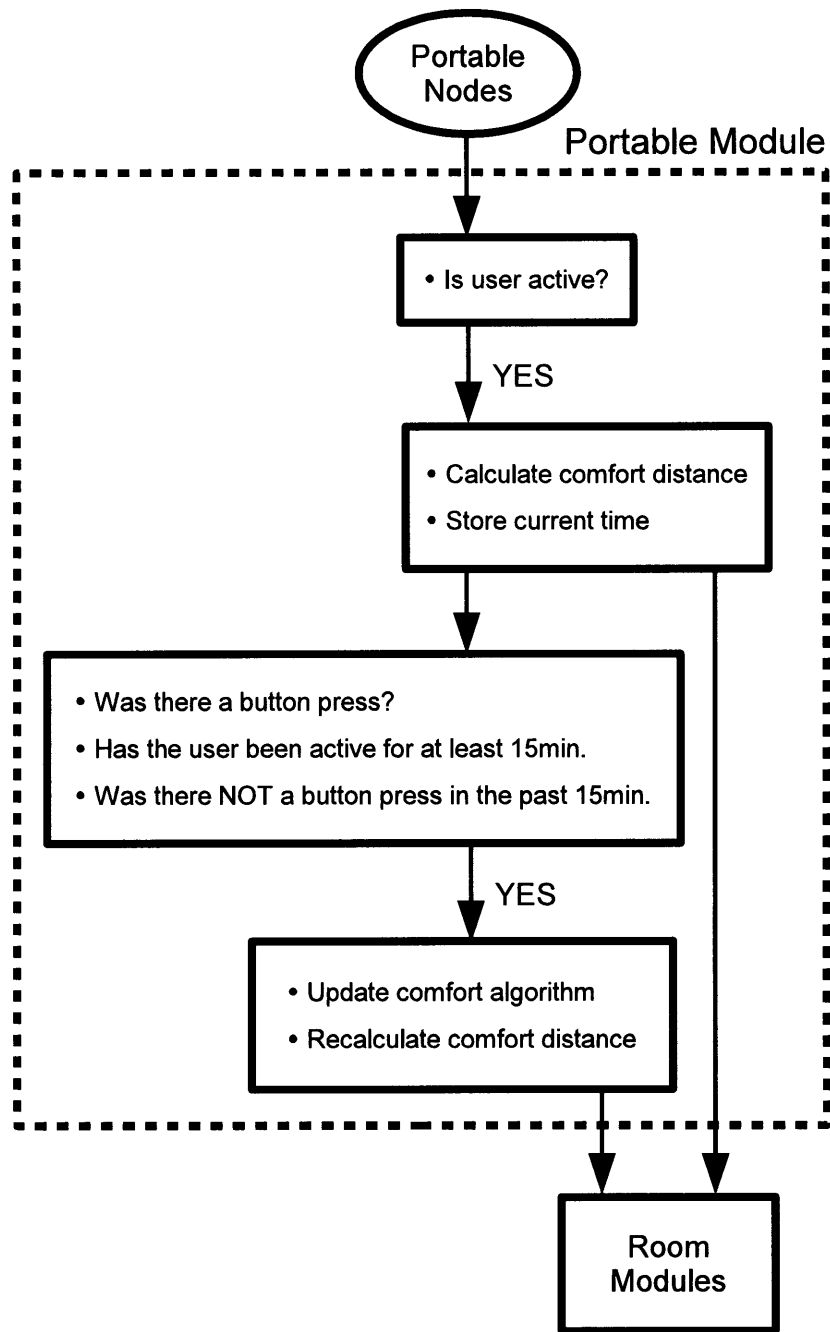 Portable
Nodes
Portable Module
• Is user active?
YES
• Calculate comfort distance
• Store current time
• Was there a button press?
• Has the user been active for at least 15min.
• Was there NOT a button press in the past 15min.
YES
• Update comfort algorithm
• Recalculate comfort distance
Room
Modules